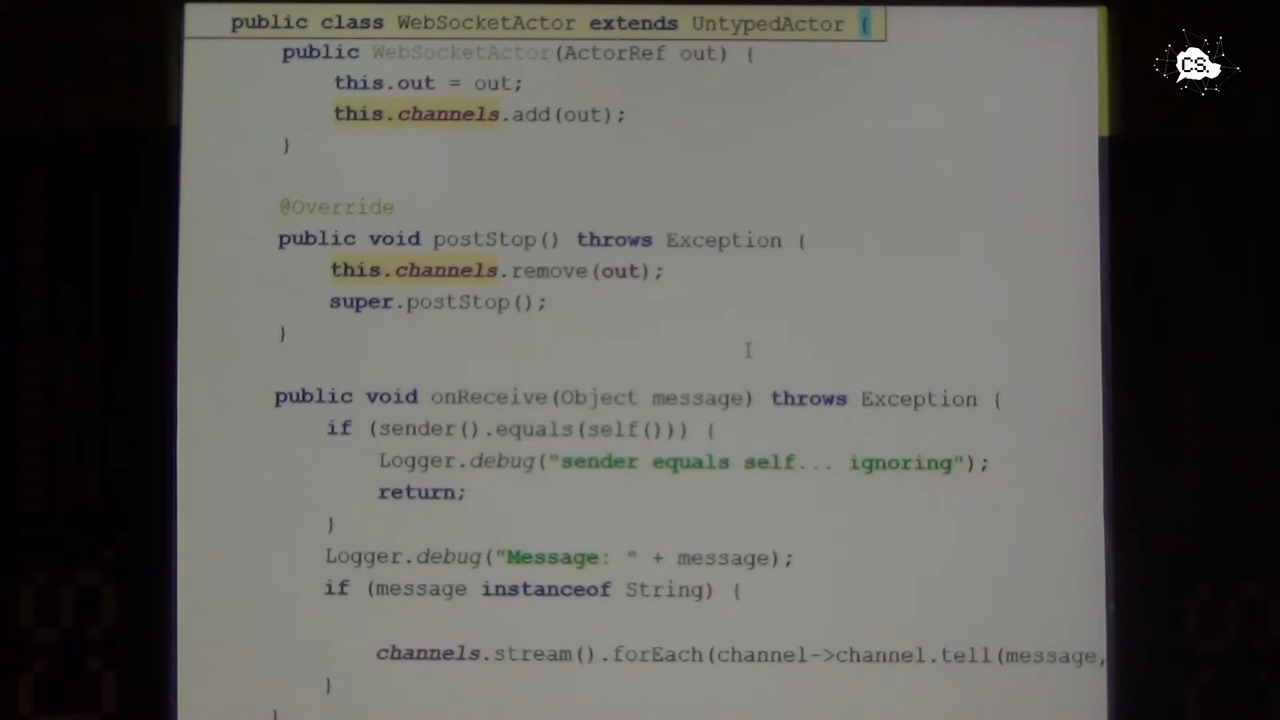 public class WebSocketActor extends UntypedActor {
public WebSocketActor(ActorRef out) {
this.out = out;
this.channels.add(out);
}
@Override
public void postStop() throws Exception {
this.channels.remove(out);
super.postStop();
}
public void onReceive(Object message) throws Exception {
if (sender().equals(self())) {
Logger.debug("sender equals self... ignoring");
return;
}
Logger.debug("Message: " + message);
if (message instanceof String) {
channels.stream().forEach(channel->channel.tell(message,
}
}
CS.